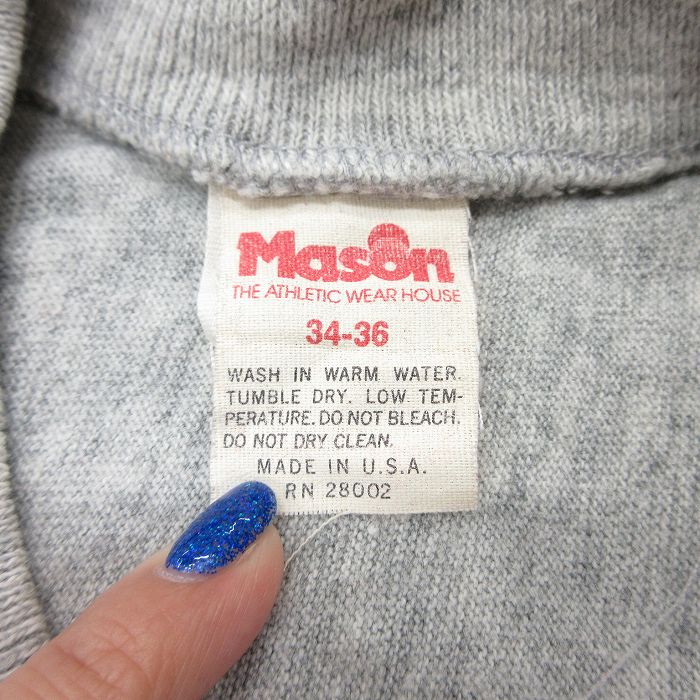 Mason
THE ATHLETIC WEAR HOUSE
34-36
WASH IN WARM WATER.
TUMBLE DRY. LOW TEM-
PERATURE. DO NOT BLEACH.
DO NOT DRY CLEAN.
MADE IN U.S.A.
RN 28002